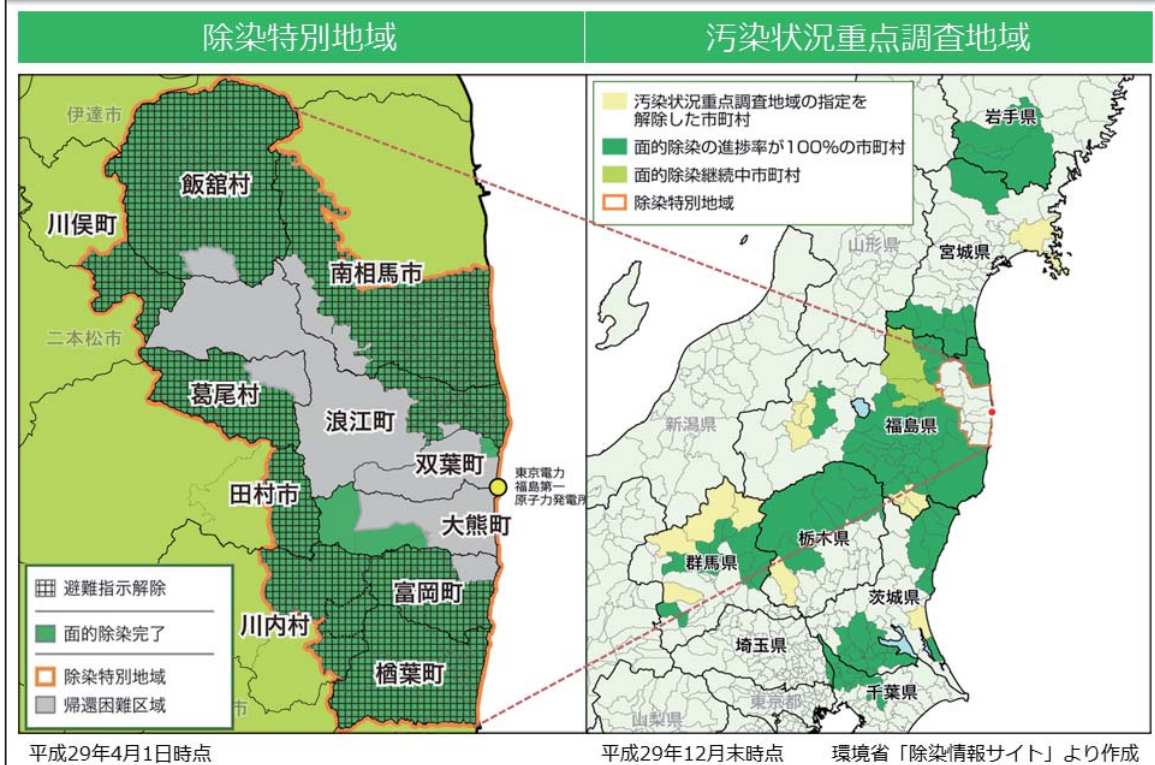 除染特別地域
汚染状況重点調査地域
伊達市
飯舘村
川俣町
南相馬市
二本松市
葛尾村
浪江町
双葉町
東京電力
福島第一
原子力発電所
田村市
大熊町
富岡町
川内村
楢葉町
市
避難指示解除
面的除染完了
除染特別地域
帰還困難区域
平成29年4月1日時点
汚染状況重点調査地域の指定を
解除した市町村
面的除染の進捗率が100%の市町村
面的除染継続中市町村
除染特別地域
岩手県
山形県
宮城県
新潟県
福島県
栃木県
群馬県
茨城県
埼玉県
千葉県
東京都
山梨県
平成29年12月末時点
環境省「除染情報サイト」より作成